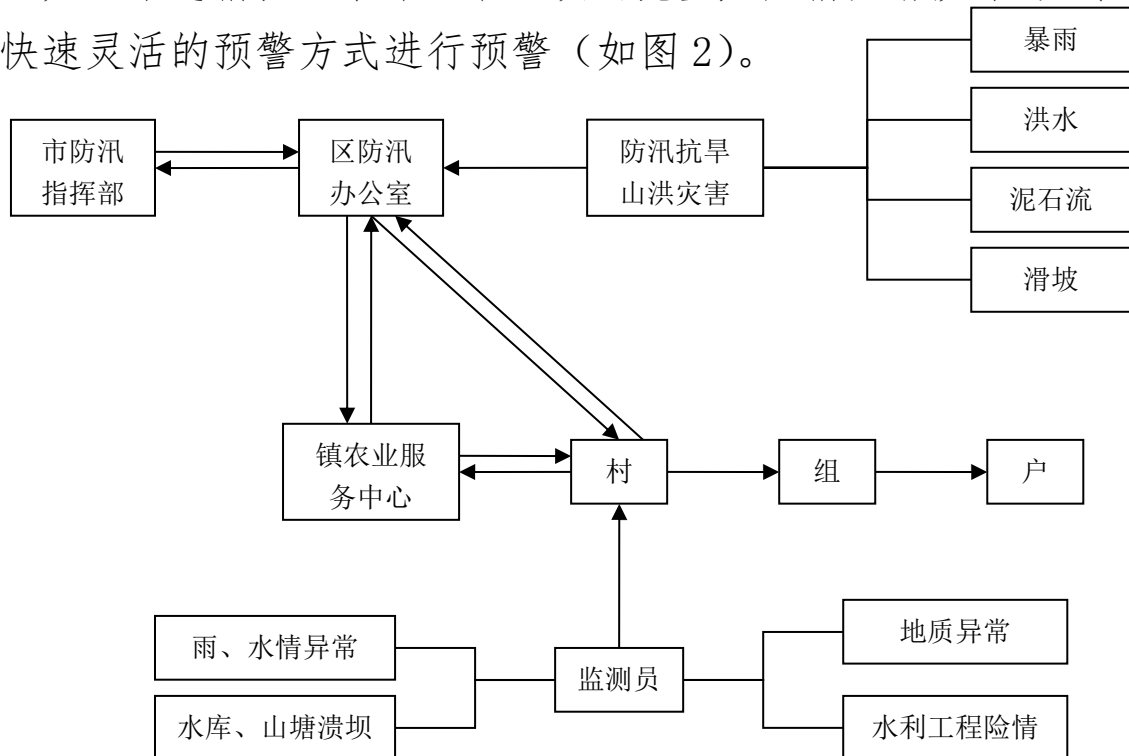 快速灵活的预警方式进行预警（如图 2）。
暴雨
洪水
泥石流
滑坡
市防汛
指挥部
区防汛
办公室
防汛抗旱
山洪灾害
镇农业服
务中心
村
组
户
雨、水情异常
水库、山塘溃坝
监测员
地质异常
水利工程险情